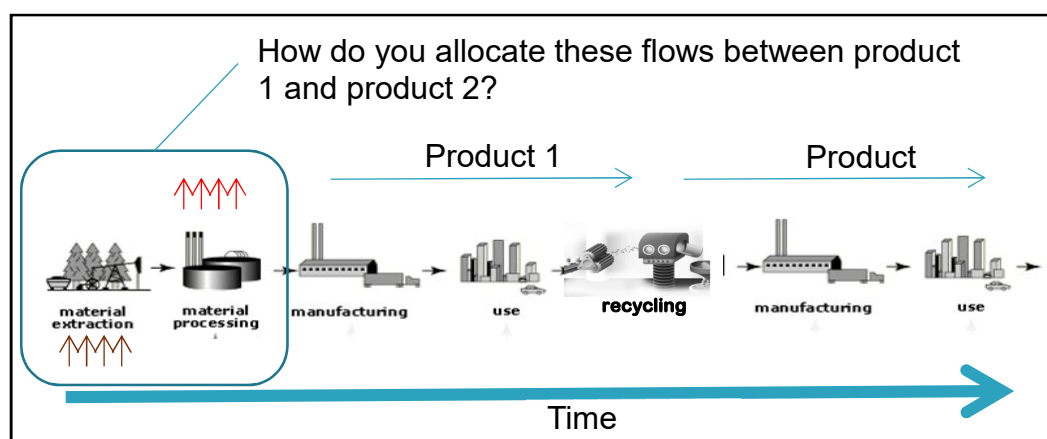 How do you allocate these flows between product
1 and product 2?
Product 1
Product
material
extraction
material
processing
manufacturing
use
recycling
manufacturing
use
Time